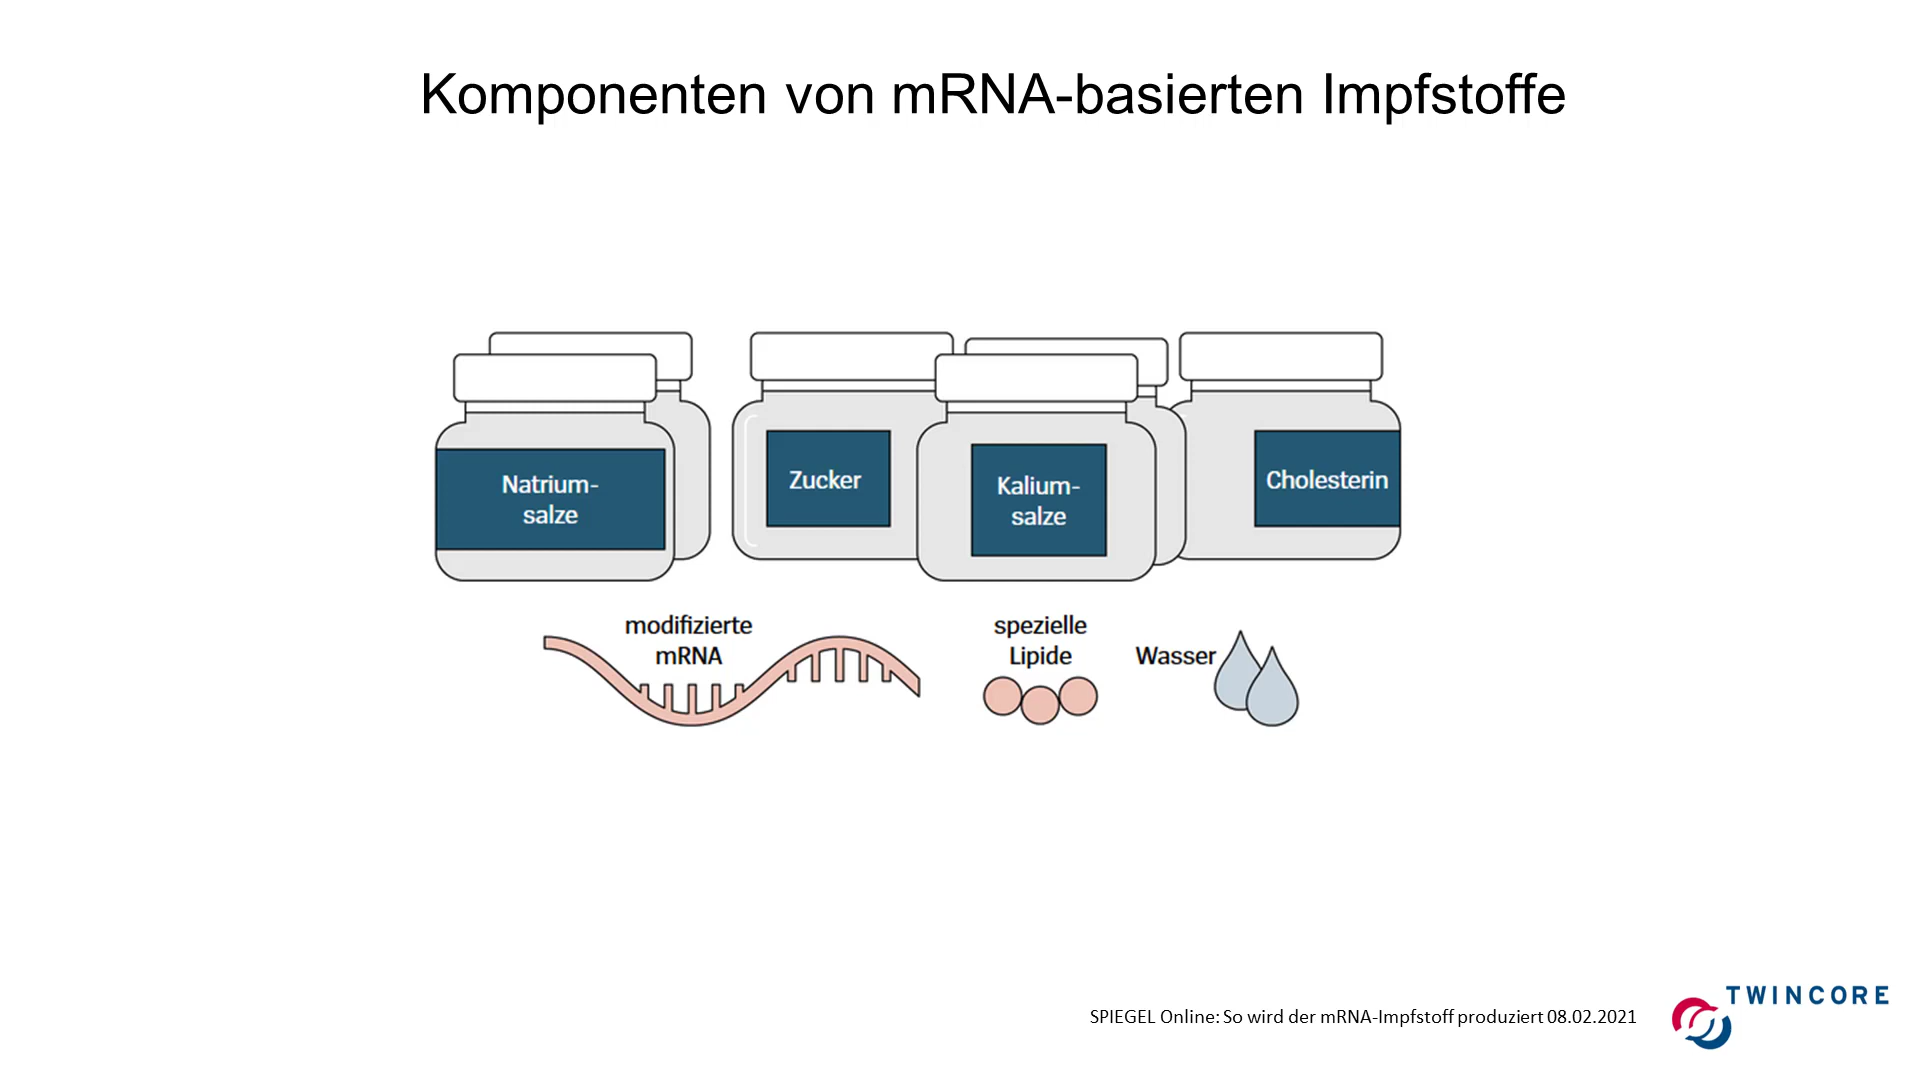 Komponenten von mRNA-basierten Impfstoffe
Natrium-
salze
Zucker
Kalium-
salze
Cholesterin
modifizierte
mRNA
spezielle
Lipide
Wasser
SPIEGEL Online: So wird der mRNA-Impfstoff produziert 08.02.2021
TWINCORE